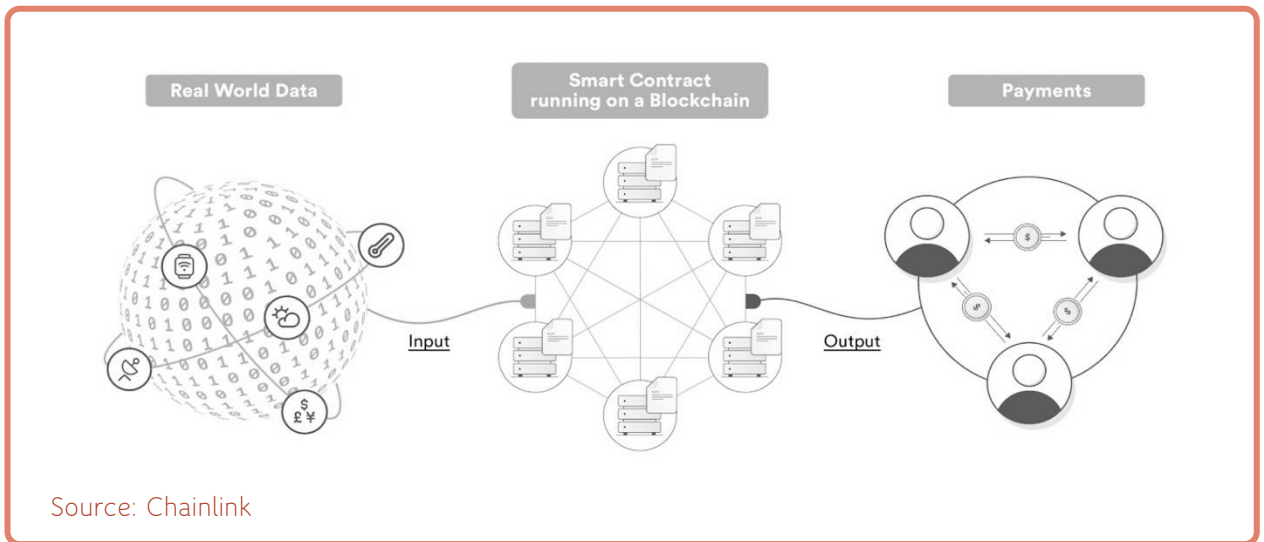 Real World Data
Smart Contract
running on a Blockchain
Payments
Input
Output
$
£ ¥
$
Source: Chainlink